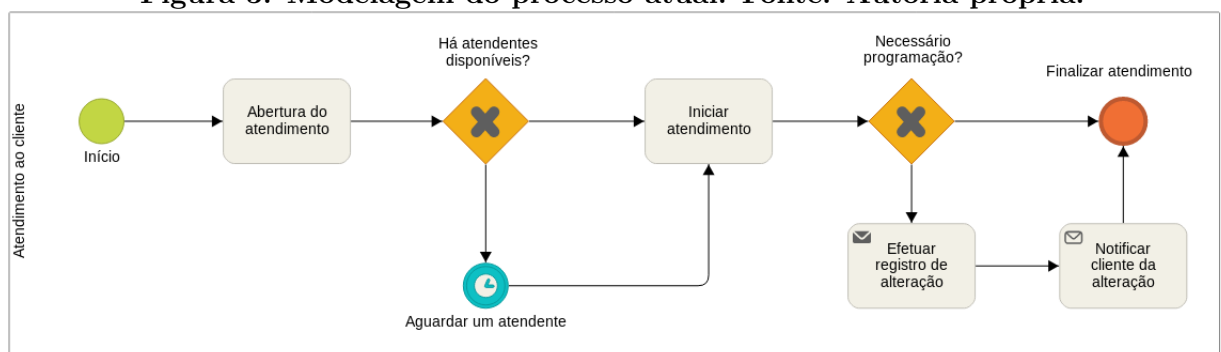 Figura 3: Modelagem do processo atual. Fonte: Autoria própria.
Atendimento ao cliente
Início
Abertura do
atendimento
Há atendentes
disponíveis?
Aguardar um atendente
Iniciar
atendimento
Necessário
programação?
Efetuar
registro de
alteração
Notificar
cliente da
alteração
Finalizar atendimento